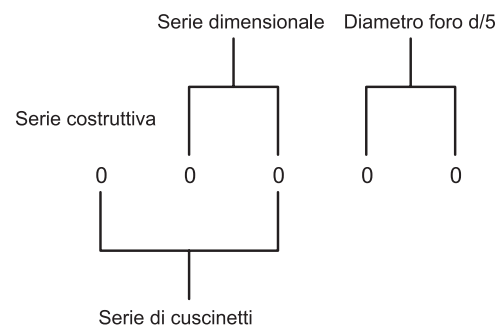 Serie dimensionale Diametro foro d/5
Serie costruttiva
0 0 0 0 0
Serie di cuscinetti